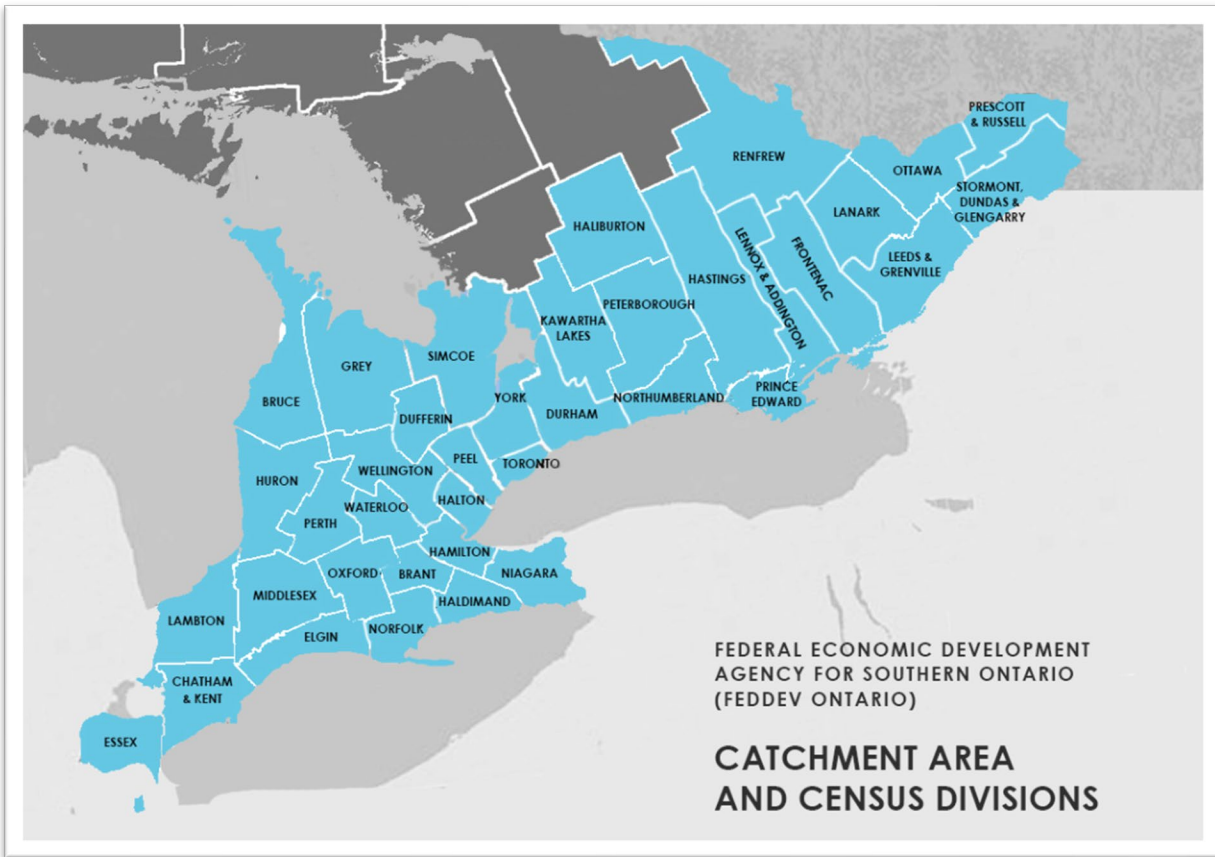 PRESCOTT
& RUSSELL
RENFREW
OTTAWA
STORMONT,
DUNDAS &
GLENGARRY
LANARK
HALIBURTON
LENNOX & ADDINGTON
FRONTENAC
LEEDS &
GRENVILLE
HASTINGS
PETERBOROUGH
KAWARTHA
LAKES
SIMCOE
GREY
PRINCE
EDWARD
YORK
NORTHUMBERLAND
BRUCE
DURHAM
DUFFERIN
PEEL
TORONTO
WELLINGTON
HURON
HALTON
WATERLOO
PERTH
HAMILTON
OXFORD
BRANT
NIAGARA
MIDDLESEX
HALDIMAND
LAMBTON
NORFOLK
ELGIN
CHATHAM
& KENT
ESSEX
FEDERAL ECONOMIC DEVELOPMENT
AGENCY FOR SOUTHERN ONTARIO
(FEDDEV ONTARIO)
CATCHMENT AREA
AND CENSUS DIVISIONS